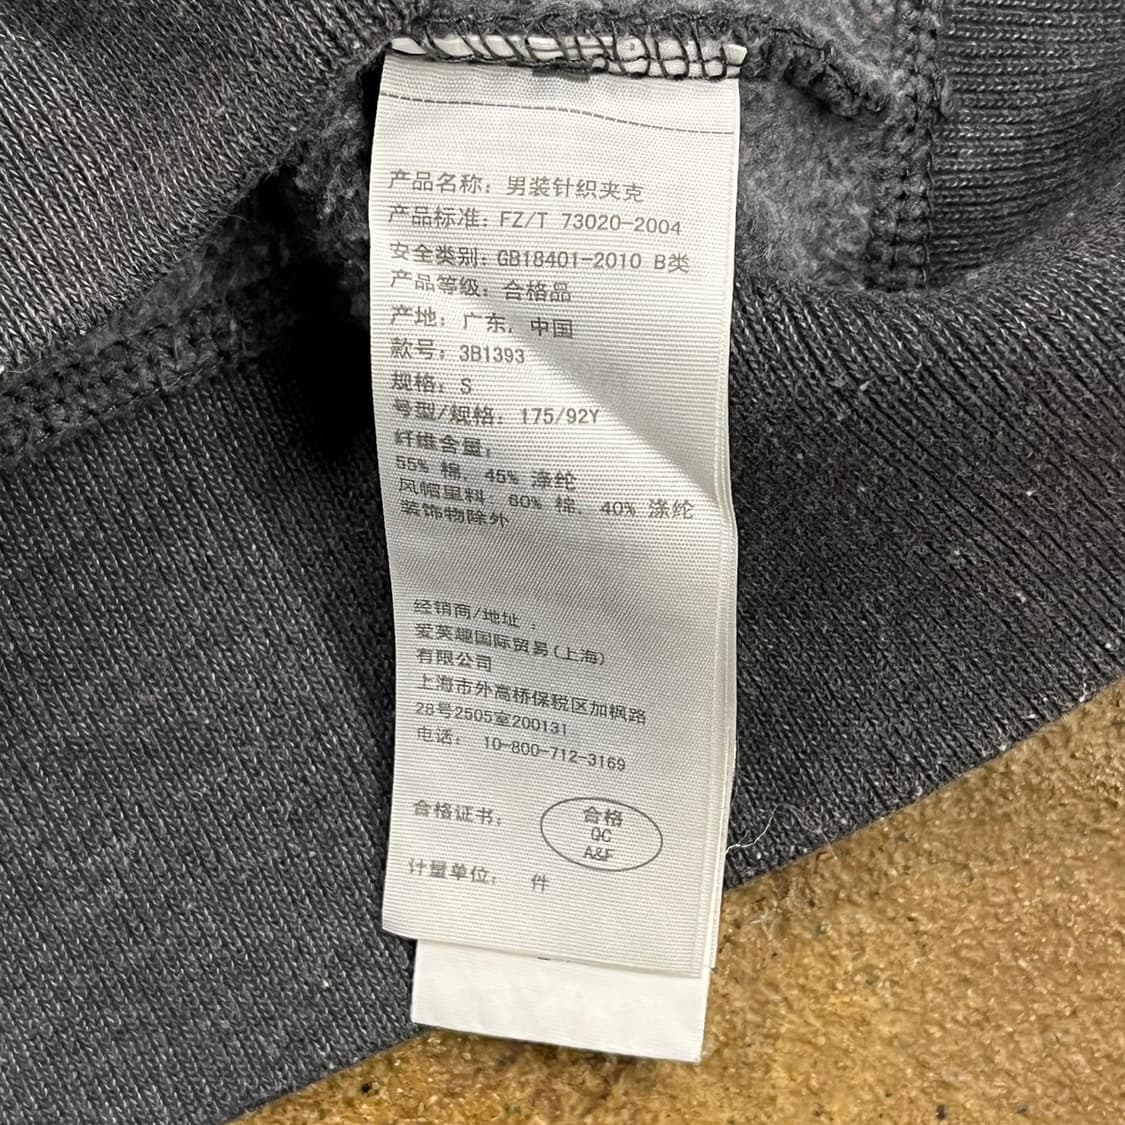 产品名称: 男装针织夹克
产品标准: FZ/T 73020-2004
安全类别: GB18401-2010 B类
产品等级: 合格品
产地: 广东, 中国
款号: 3B1393
规格: S
号型/规格: 175/92Y
纤维含量:
55% 棉, 45% 涤纶
风帽里料: 60% 棉, 40% 涤纶
装饰物除外
经销商/地址:
爱芙趣国际贸易(上海)
有限公司
上海市外高桥保税区加枫路
28号2505室200131
电话: 10-800-712-3169
合格证书:
合格
QC
A&F
计量单位: 件